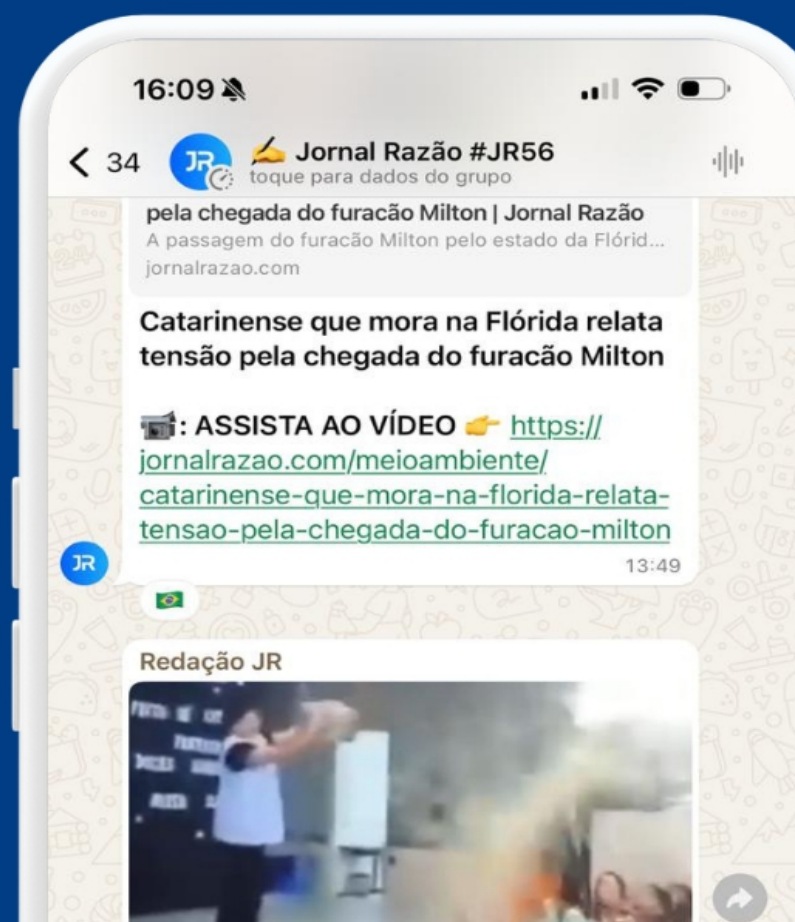 16:09
34
JR
✍️ Jornal Razão #JR56
toque para dados do grupo
pela chegada do furacão Milton | Jornal Razão
A passagem do furacão Milton pelo estado da Flórid...
jornalrazao.com
Catarinense que mora na Flórida relata
tensão pela chegada do furacão Milton
📹: ASSISTA AO VÍDEO 👉 https://
jornalrazao.com/meioambiente/
catarinense-que-mora-na-florida-relata-
tensao-pela-chegada-do-furacao-milton
13:49
JR
Redação JR